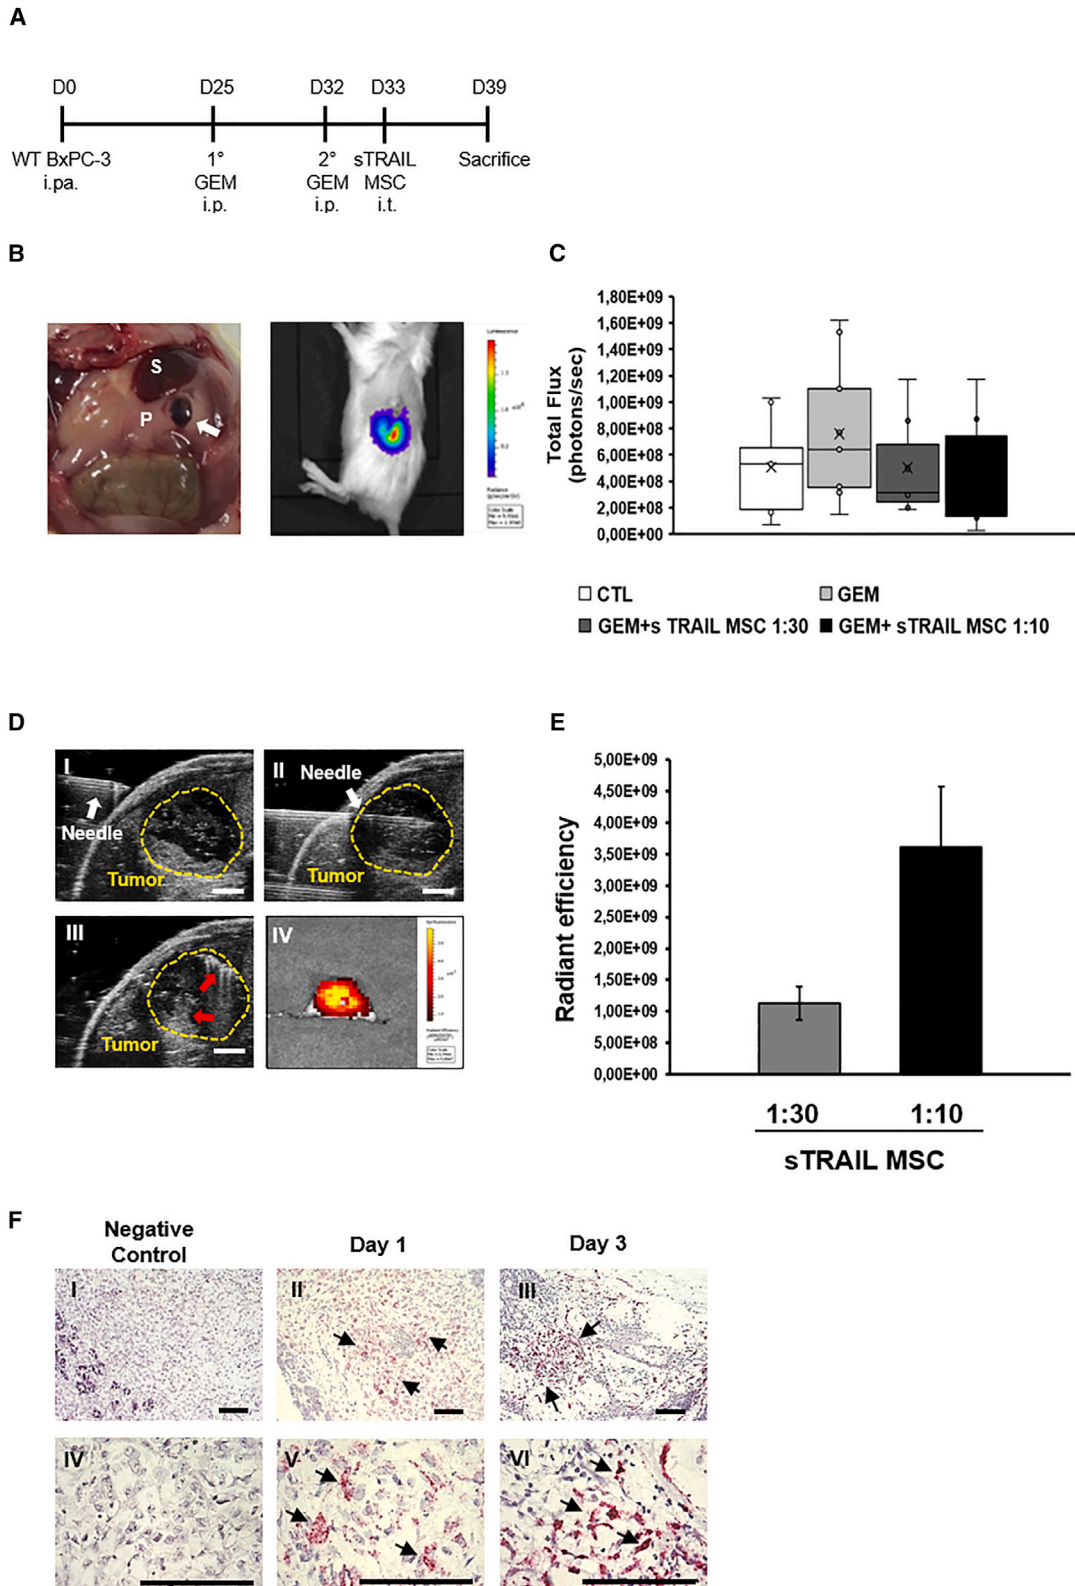 A
D0 D25 D32 D33 D39
WT BxPC-3 1° 2° sTRAIL Sacrifice
i.pa. GEM GEM MSC
i.p. i.p. i.t.
B
S
P
Luminescence
C
Total Flux
(photons/sec)
1,80E+09
1,60E+09
1,40E+09
1,20E+09
1,00E+09
8,00E+08
6,00E+08
4,00E+08
2,00E+08
0,00E+00
CTL GEM
GEM+s TRAIL MSC 1:30 GEM+ sTRAIL MSC 1:10
D
I
Needle
Tumor
II
Needle
Tumor
III
Tumor
IV
E
Radiant efficiency
5,00E+09
4,50E+09
4,00E+09
3,50E+09
3,00E+09
2,50E+09
2,00E+09
1,50E+09
1,00E+09
5,00E+08
0,00E+00
1:30 1:10
sTRAIL MSC
F
Negative
Control
Day 1
Day 3
I
II
III
IV
V
VI